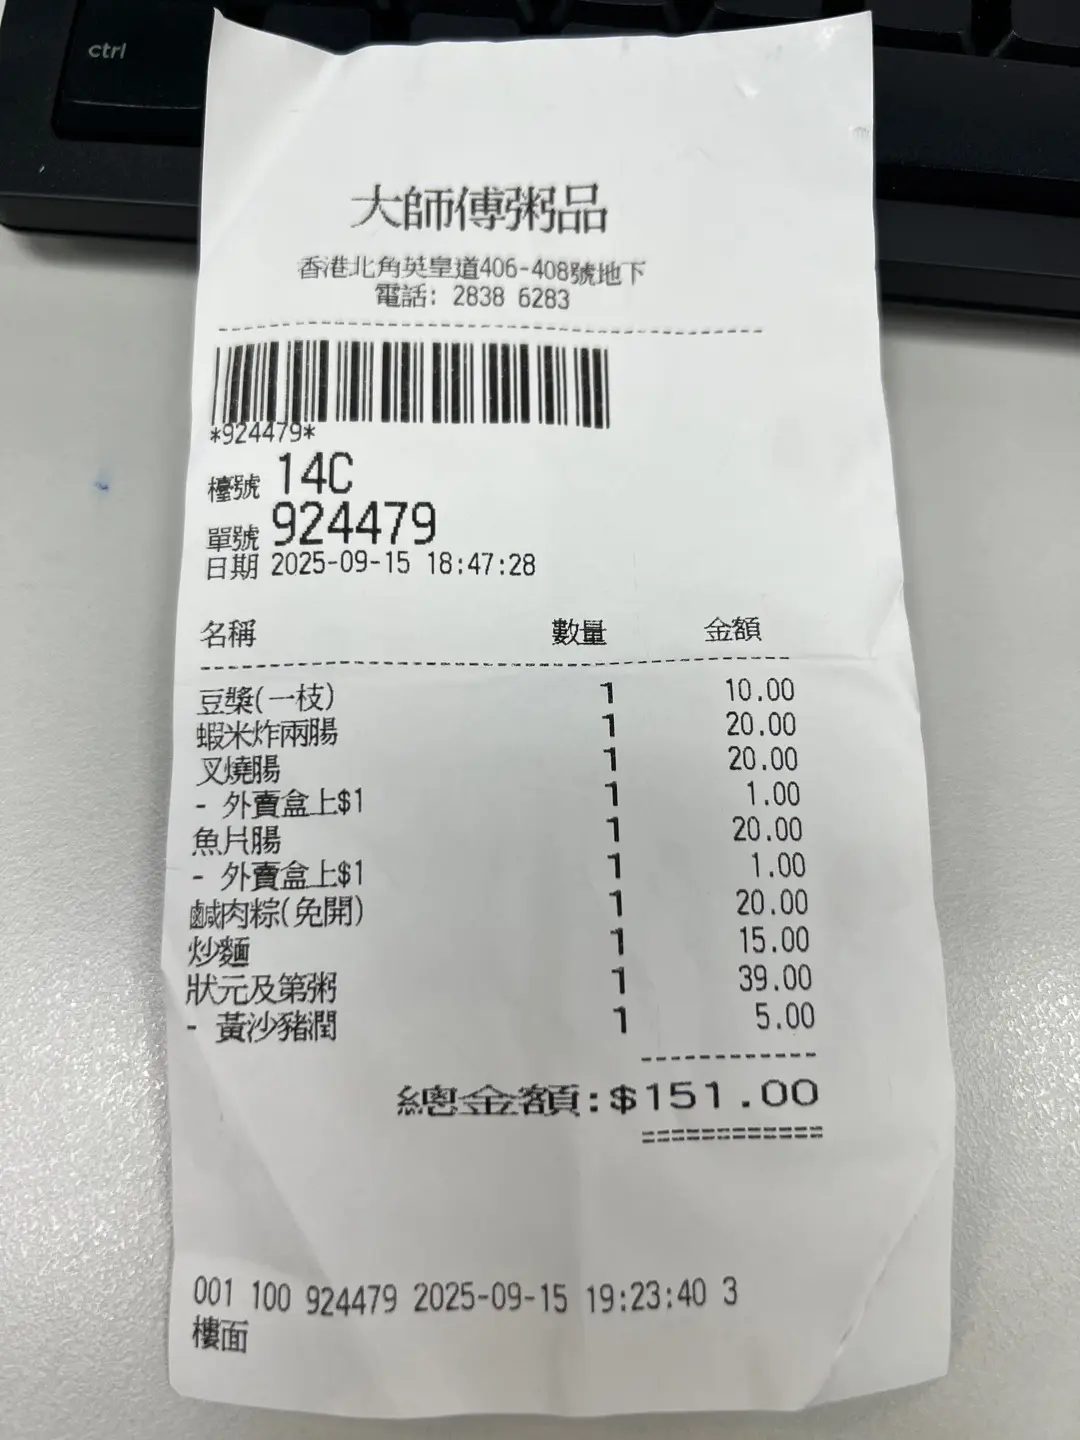 ctrl
大師傅粥品
香港北角英皇道406-408號地下
電話: 2838 6283
*924479*
檯號 14C
單號 924479
日期 2025-09-15 18:47:28
名稱 數量 金額
豆漿(一枝) 1 10.00
蝦米炸兩腸 1 20.00
叉燒腸 1 20.00
- 外賣盒上$1 1 1.00
魚片腸 1 20.00
- 外賣盒上$1 1 1.00
鹹肉粽(免開) 1 20.00
炒麵 1 15.00
狀元及第粥 1 39.00
- 黃沙豬潤 1 5.00
總金額:$151.00
001 100 924479 2025-09-15 19:23:40 3
樓面